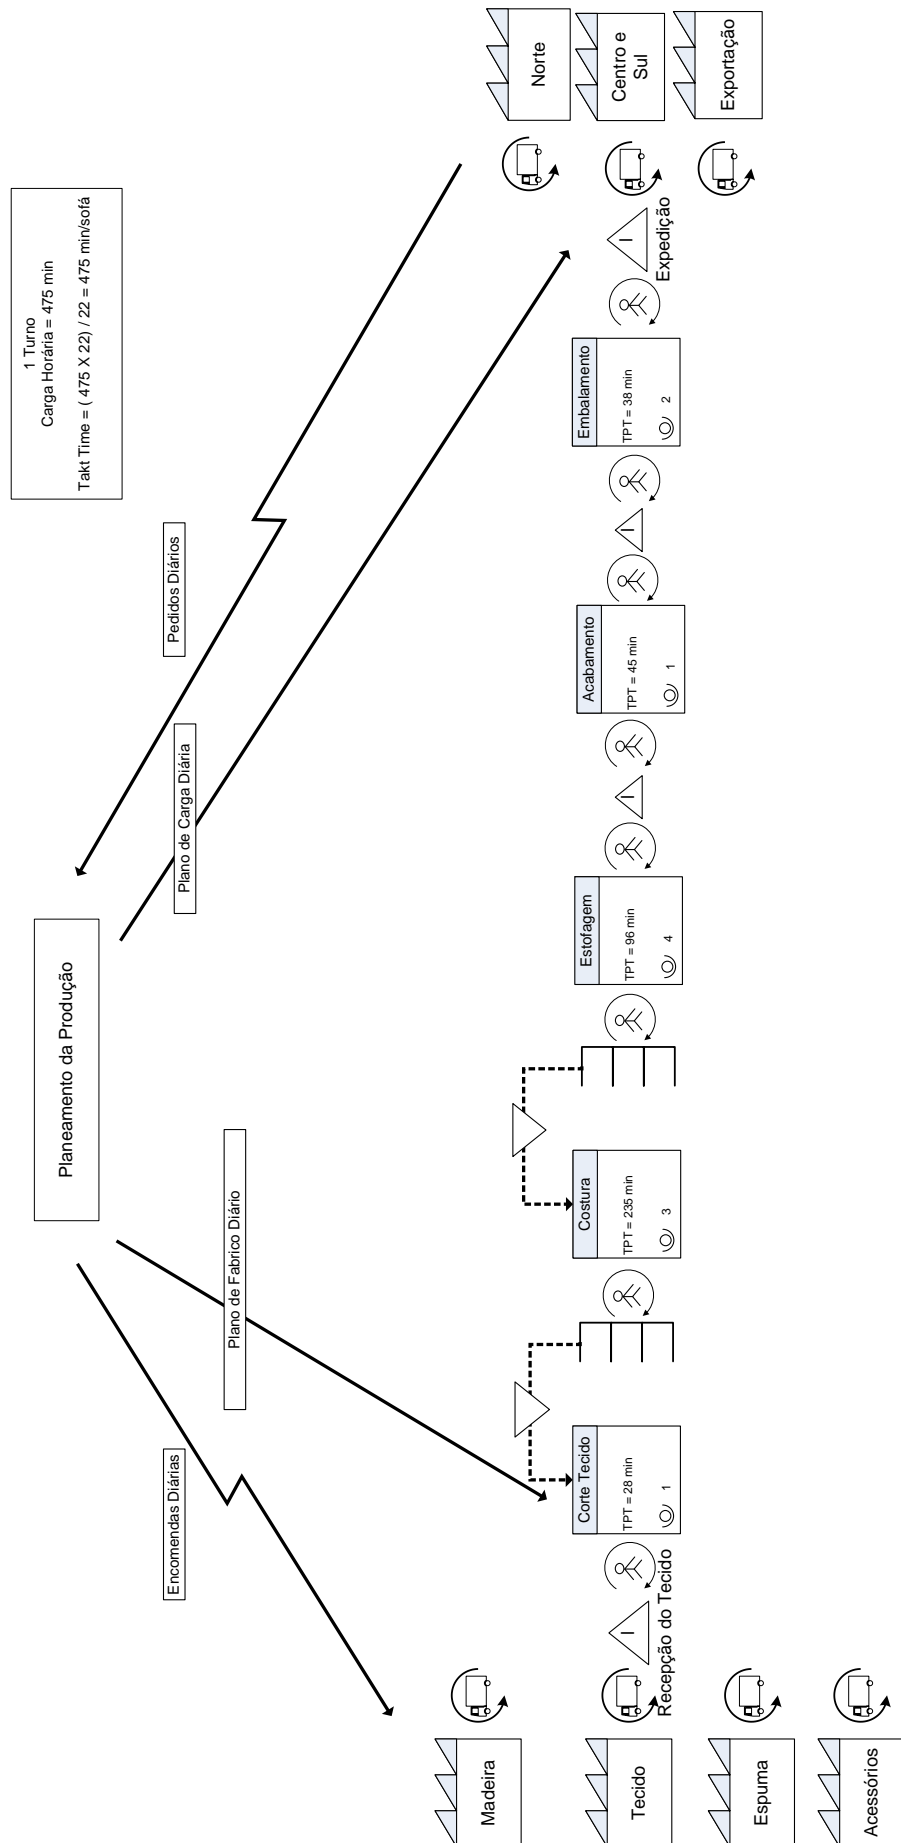 Planeamento da Produção
1 Turno
Carga Horária = 475 min
Takt Time = ( 475 X 22) / 22 = 475 min/sofá
Encomendas Diárias
Plano de Fabrico Diário
Plano de Carga Diária
Pedidos Diários
Madeira
Tecido
Espuma
Acessórios
I
Recepção do Tecido
Corte Tecido
TPT = 28 min
1
Costura
TPT = 235 min
3
Estofagem
TPT = 96 min
4
I
Acabamento
TPT = 45 min
1
I
Embalamento
TPT = 38 min
2
I
Expedição
Norte
Centro e
Sul
Exportação